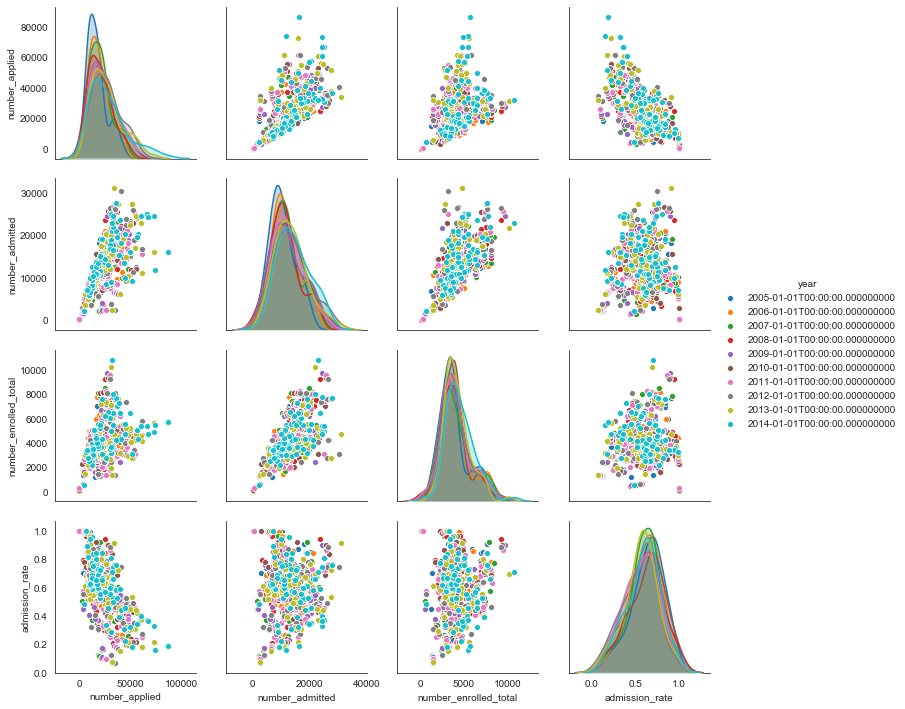 number_applied
80000
60000
40000
20000
0
number_admitted
30000
20000
10000
0
number_enrolled_total
10000
8000
6000
4000
2000
0
admission_rate
1.0
0.8
0.6
0.4
0.2
0.0
0
50000
100000
number_applied
0
20000
40000
number_admitted
0
5000
10000
number_enrolled_total
0.0
0.5
1.0
admission_rate
year
2005-01-01T00:00:00.000000000
2006-01-01T00:00:00.000000000
2007-01-01T00:00:00.000000000
2008-01-01T00:00:00.000000000
2009-01-01T00:00:00.000000000
2010-01-01T00:00:00.000000000
2011-01-01T00:00:00.000000000
2012-01-01T00:00:00.000000000
2013-01-01T00:00:00.000000000
2014-01-01T00:00:00.000000000